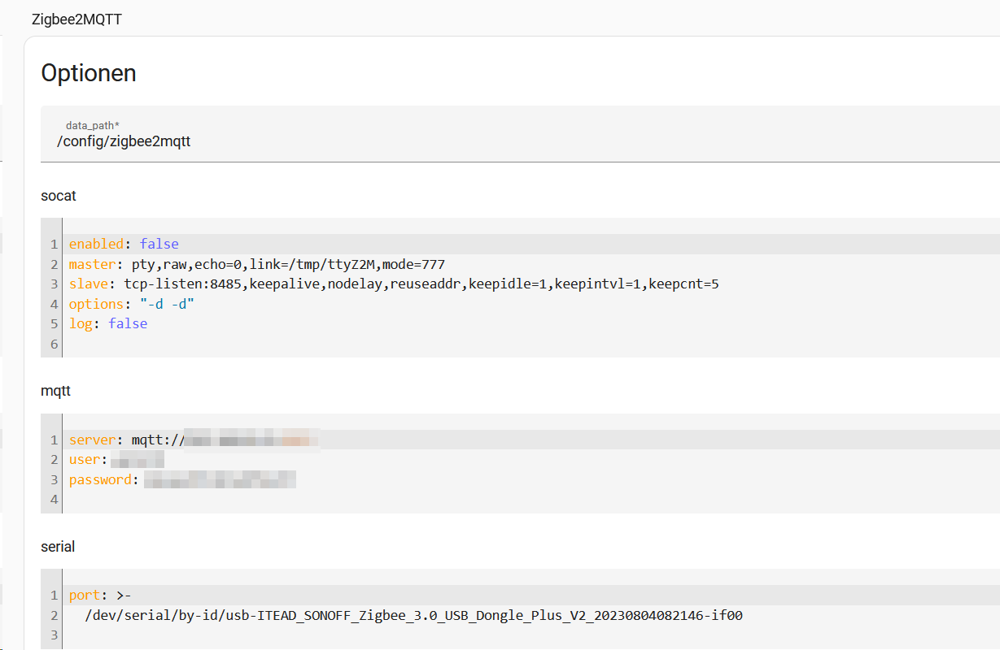 Zigbee2MQTT
Optionen
data_path*
/config/zigbee2mqtt
socat
1 enabled: false
2 master: pty,raw,echo=0,link=/tmp/ttyZ2M,mode=777
3 slave: tcp-listen:8485,keepalive,nodelay,reuseaddr,keepidle=1,keepintvl=1,keepcnt=5
4 options: "-d -d"
5 log: false
6
mqtt
1 server: mqtt://
2 user:
3 password:
4
serial
1 port: >-
2 /dev/serial/by-id/usb-ITEAD_SONOFF_Zigbee_3.0_USB_Dongle_Plus_V2_20230804082146-if00
3